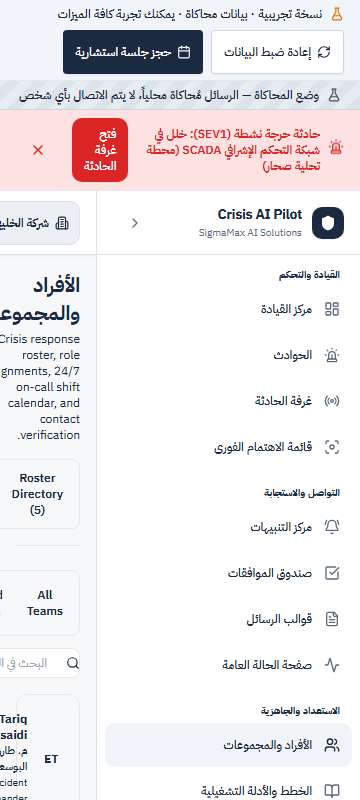 نسخة تجريبية · بيانات محاكاة · يمكنك تجربة كافة الميزات
إعادة ضبط البيانات
حجز جلسة استشارية
وضع المحاكاة — الرسائل مُحاكاة محلياً، لا يتم الاتصال بأي شخص
حادثة حرجة نشطة (SEV1): خلل في
شبكة التحكم الإشرافي SCADA (محطة
تحلية صحار)
فتح
غرفة
الحادثة
Crisis AI Pilot
SigmaMax AI Solutions
القيادة والتحكم
مركز القيادة
الحوادث
غرفة الحادثة
قائمة الاهتمام الفوري
التواصل والاستجابة
مركز التنبيهات
صندوق الموافقات
قوالب الرسائل
صفحة الحالة العامة
الاستعداد والجاهزية
الأفراد والمجموعات
الخطط والأدلة التشغيلية
شركة
الأفراد
Crisis response
roster, role
on-call shift
calendar, and
contact
verification.
Roster
Directory
(5)
All
Teams
البحث في
Tariq
ET